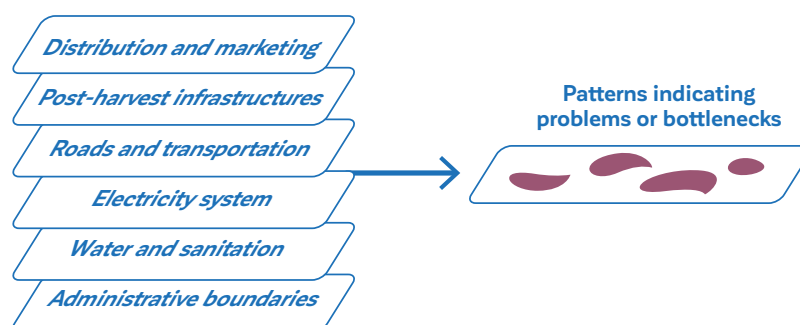 Distribution and marketing
Post-harvest infrastructures
Roads and transportation
Electricity system
Water and sanitation
Administrative boundaries
Patterns indicating
problems or bottlenecks